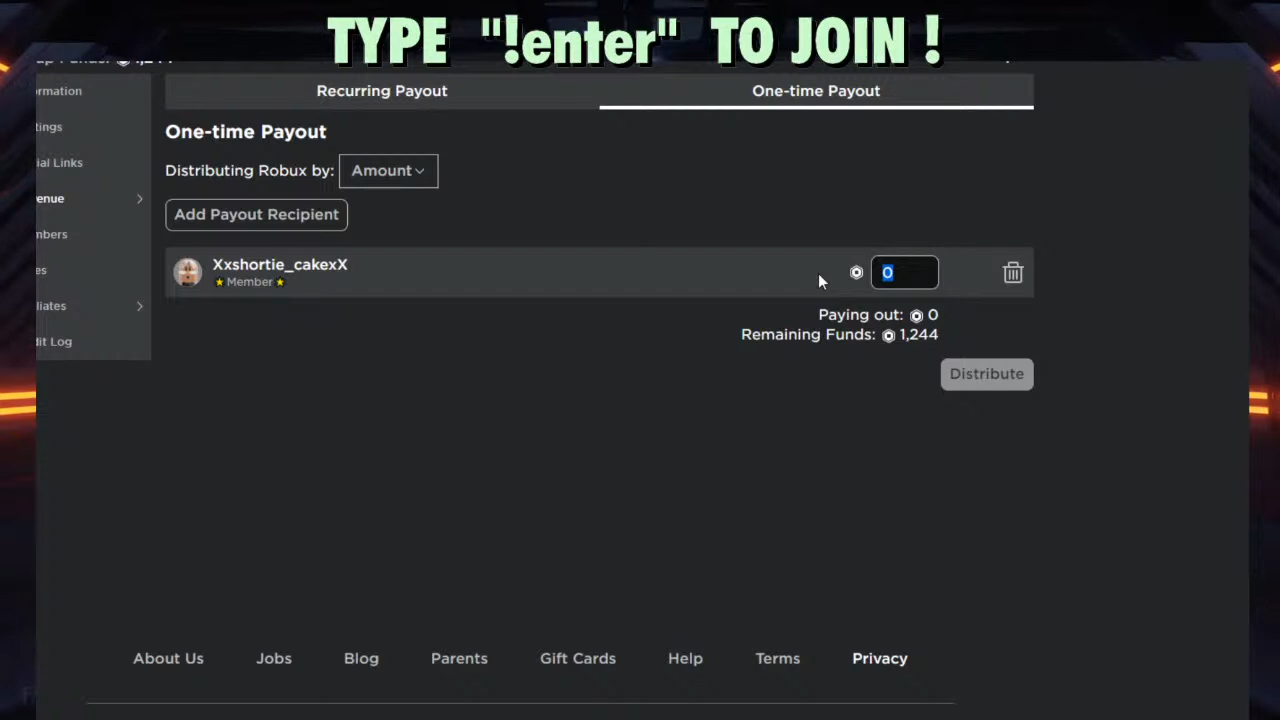 TYPE "!enter" TO JOIN !
Recurring Payout
One-time Payout
rmation
tings
ial Links
enue
mbers
es
liates
dit Log
One-time Payout
Distributing Robux by: Amount
Add Payout Recipient
Xxshortie_cakexX
Member
0
Paying out: 0
Remaining Funds: 1,244
Distribute
About Us Jobs Blog Parents Gift Cards Help Terms Privacy